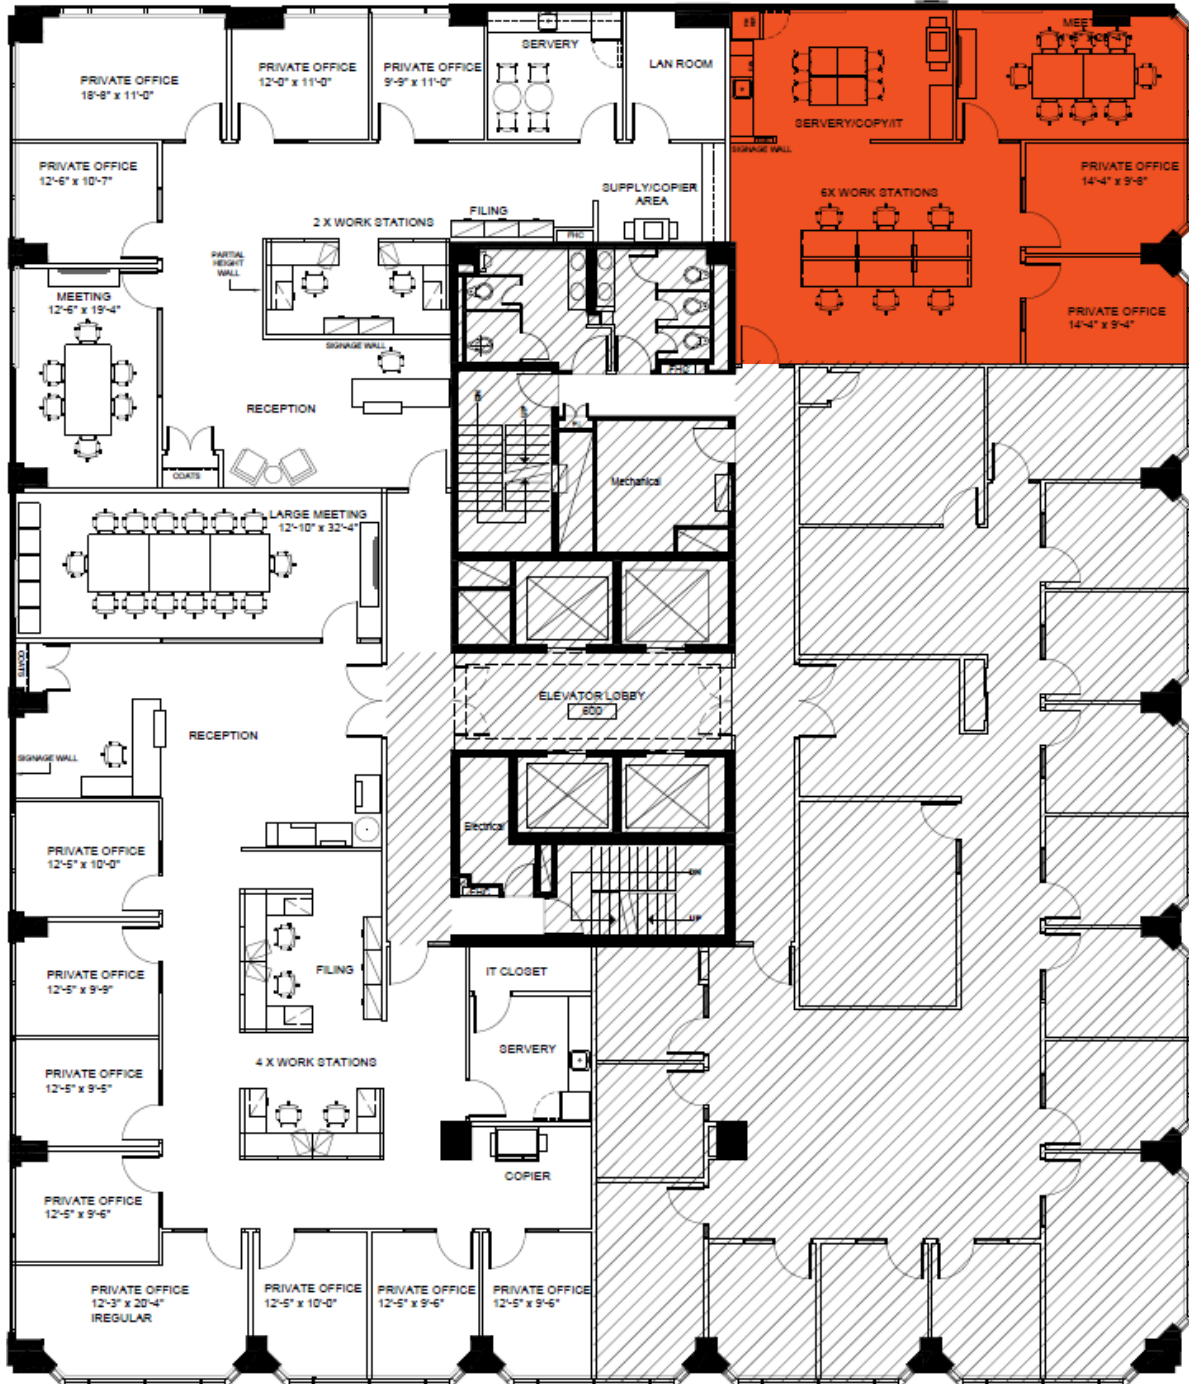 PRIVATE OFFICE
18'-8" x 11'-0"
PRIVATE OFFICE
12'-0" x 11'-0"
PRIVATE OFFICE
9'-9" x 11'-0"
SERVERY
LAN ROOM
SERVERY/COPY/IT
SIGNAGE WALL
PRIVATE OFFICE
12'-6" x 10'-7"
PRIVATE OFFICE
14'-4" x 9'-8"
SUPPLY/COPIER
AREA
6X WORK STATIONS
2 X WORK STATIONS
FILING
FHC
PARTIAL
HEIGHT
WALL
MEETING
12'-6" x 19'-4"
PRIVATE OFFICE
14'-4" x 9'-4"
SIGNAGE WALL
FHC
RECEPTION
COATS
DN
UP
Mechanical
LARGE MEETING
12'-10" x 32'-4"
COATS
ELEVATOR LOBBY
600
RECEPTION
SIGNAGE WALL
Electrical
PRIVATE OFFICE
12'-5" x 10'-0"
DN
UP
FHC
PRIVATE OFFICE
12'-5" x 9'-9"
FILING
IT CLOSET
SERVERY
4 X WORK STATIONS
PRIVATE OFFICE
12'-5" x 9'-5"
COPIER
PRIVATE OFFICE
12'-5" x 9'-6"
PRIVATE OFFICE
12'-3" x 20'-4"
IREGULAR
PRIVATE OFFICE
12'-5" x 10'-0"
PRIVATE OFFICE
12'-5" x 9'-6"
PRIVATE OFFICE
12'-5" x 9'-6"